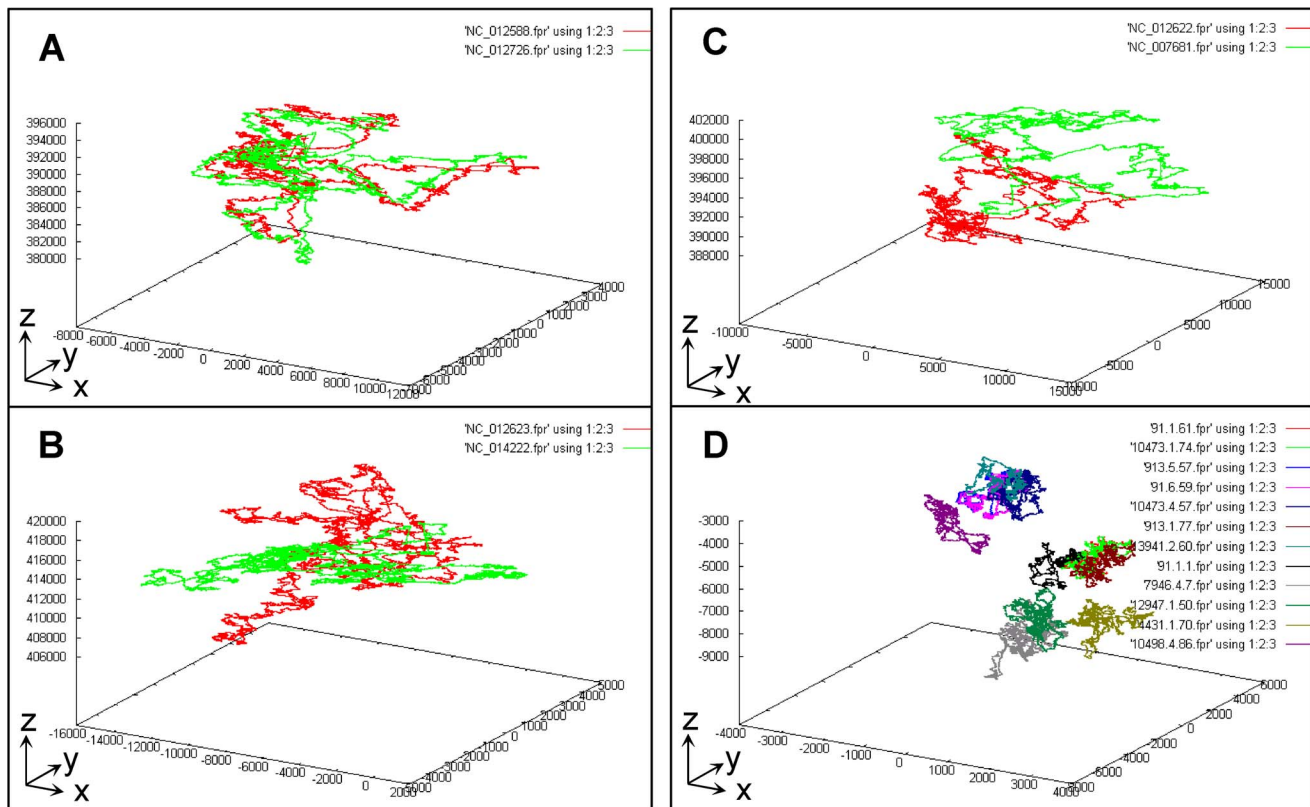 A
'NC_012588.fpr' using 1:2:3
'NC_012726.fpr' using 1:2:3
396000
394000
392000
390000
388000
386000
384000
382000
380000
4000
3000
2000
1000
0
-8000 -6000 -4000 -2000 0 2000 4000 6000 8000 10000 12000
z
y
x
C
'NC_012622.fpr' using 1:2:3
'NC_007681.fpr' using 1:2:3
402000
400000
398000
396000
394000
392000
390000
388000
15000
10000
5000
0
-10000 -5000 0 5000 10000
z
y
x
B
'NC_012623.fpr' using 1:2:3
'NC_014222.fpr' using 1:2:3
420000
418000
416000
414000
412000
410000
408000
406000
5000
4000
3000
2000
1000
0
-16000 -14000 -12000 -10000 -8000 -6000 -4000 -2000 0 2000
z
y
x
D
'91.1.61.fpr' using 1:2:3
'10473.1.74.fpr' using 1:2:3
'913.5.57.fpr' using 1:2:3
'91.6.59.fpr' using 1:2:3
'10473.4.57.fpr' using 1:2:3
'913.1.77.fpr' using 1:2:3
'91.1.1.fpr' using 1:2:3
'7946.4.7.fpr' using 1:2:3
'12947.1.50.fpr' using 1:2:3
'4431.1.70.fpr' using 1:2:3
'10498.4.86.fpr' using 1:2:3
-3000
-4000
-5000
-6000
-7000
-8000
-9000
4000
2000
0
-4000 -3000 -2000 -1000 0 1000 2000 3000 4000
z
y
x